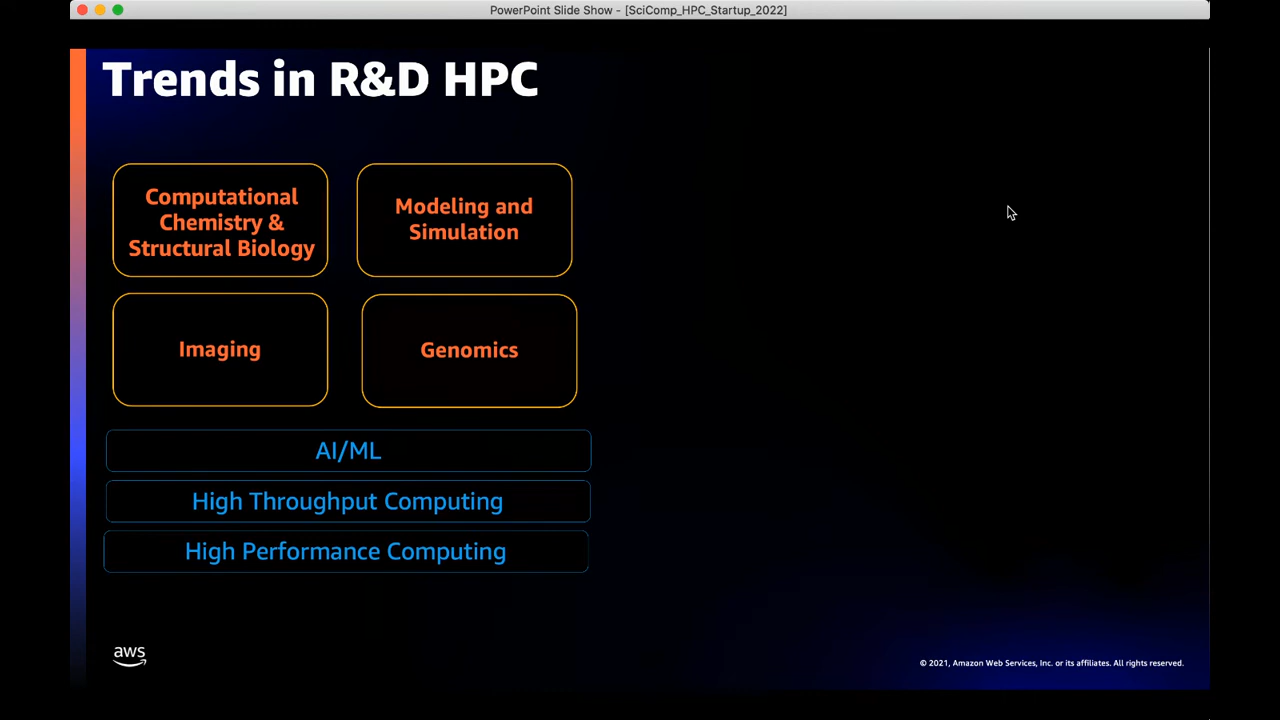 PowerPoint Slide Show - [SciComp_HPC_Startup_2022]
Trends in R&D HPC
Computational
Chemistry &
Structural Biology
Modeling and
Simulation
Imaging
Genomics
AI/ML
High Throughput Computing
High Performance Computing
aws
© 2021, Amazon Web Services, Inc. or its affiliates. All rights reserved.